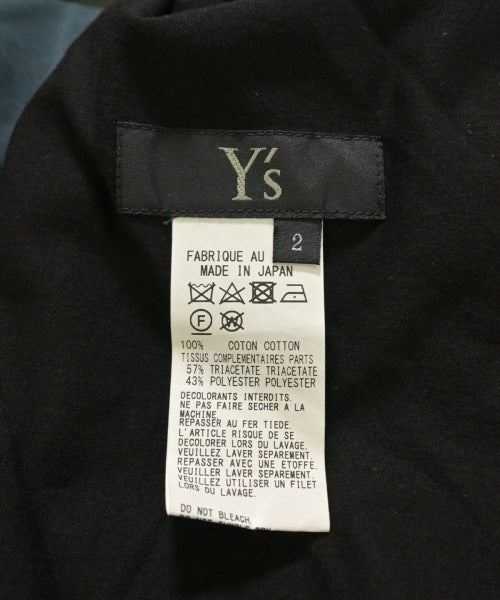 Y's
2
FABRIQUE AU
MADE IN JAPAN
F
100% COTON COTTON
TISSUS COMPLEMENTAIRES PARTS
57% TRIACETATE TRIACETATE
43% POLYESTER POLYESTER
DECOLORANTS INTERDITS.
NE PAS FAIRE SECHER A LA
MACHINE.
REPASSER AU FER TIEDE.
L'ARTICLE RISQUE DE SE
DECOLORER LORS DU LAVAGE.
VEUILLEZ LAVER SEPAREMENT.
REPASSER AVEC UNE ETOFFE.
VEUILLEZ LAVER SEPAREMENT.
VEUILLEZ UTILISER UN FILET
LORS DU LAVAGE.
DO NOT BLEACH